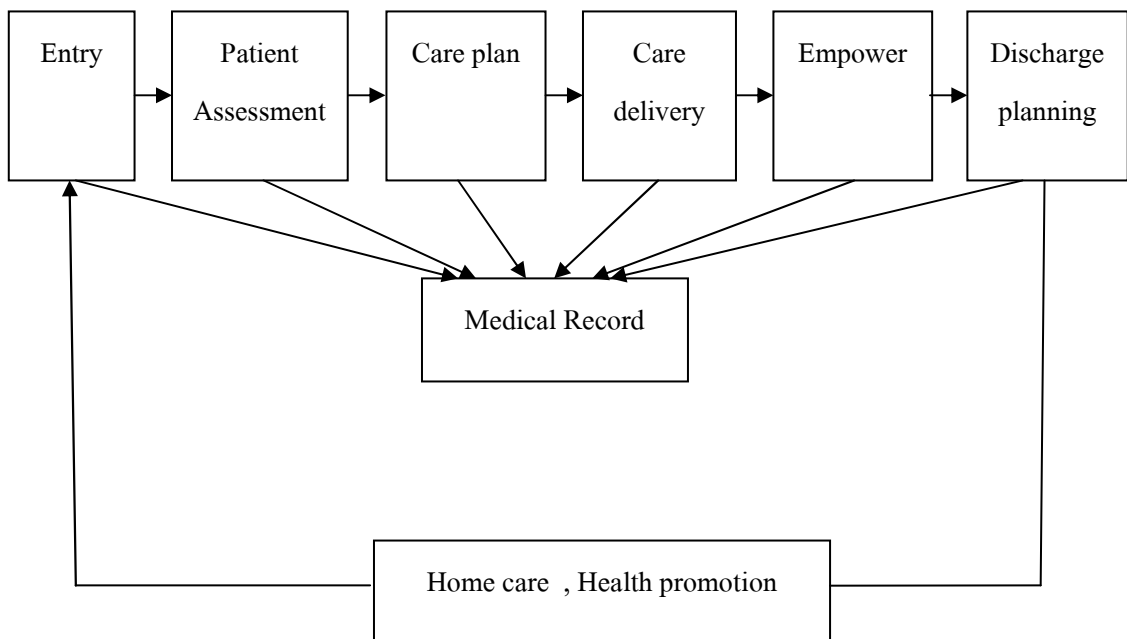 Entry
Patient
Assessment
Care plan
Care
delivery
Empower
Discharge
planning
Medical Record
Home care , Health promotion